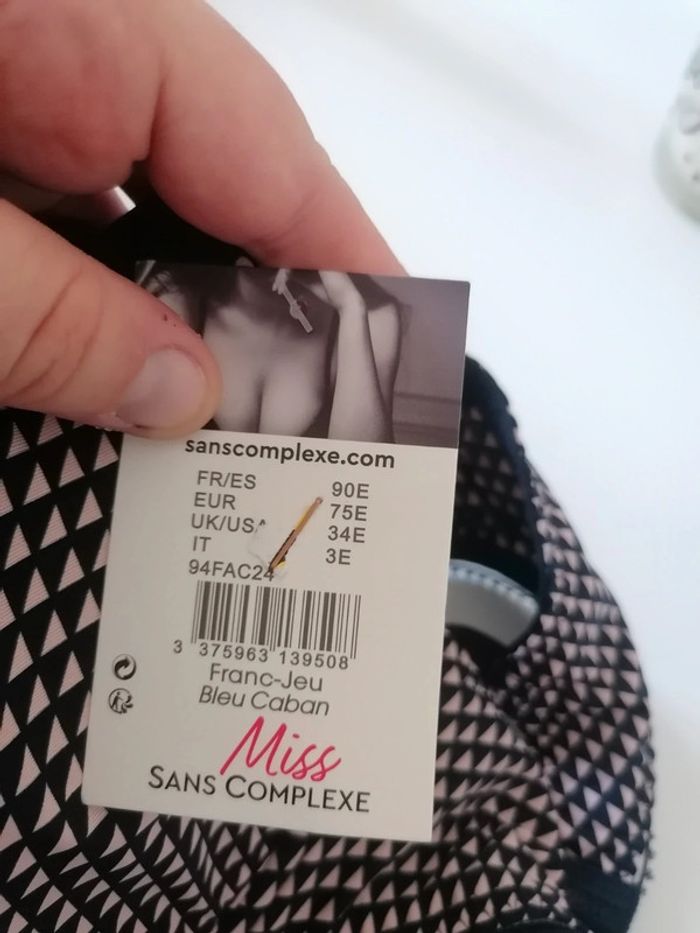 sanscomplexe.com
FR/ES 90E
EUR 75E
UK/USA 34E
IT 3E
94FAC24
3 375963 139508
Franc-Jeu
Bleu Caban
Miss
SANS COMPLEXE